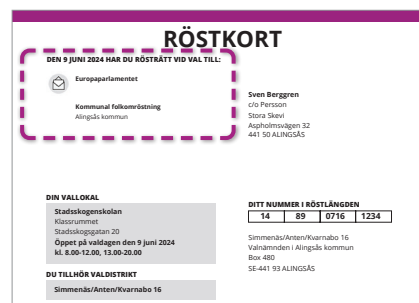 RÖSTKORT
DEN 9 JUNI 2024 HAR DU RÖSTRÄTT VID VAL TILL:
Europaparlamentet
Kommunal folkomröstning
Alingsås kommun
Sven Berggren
c/o Persson
Stora Skevi
Aspholmsvägen 32
441 50 ALINGSÅS
DIN VALLOKAL
Stadsskogenskolan
Klassrummet
Stadsskogsgatan 20
Öppet på valdagen den 9 juni 2024
kl. 8.00-12.00, 13.00-20.00
DU TILLHÖR VALDISTRIKT
Simmenäs/Anten/Kvarnabo 16
DITT NUMMER I RÖSTLÄNGDEN
14 89 0716 1234
Simmenäs/Anten/Kvarnabo 16
Valnämnden i Alingsås kommun
Box 480
SE-441 93 ALINGSÅS